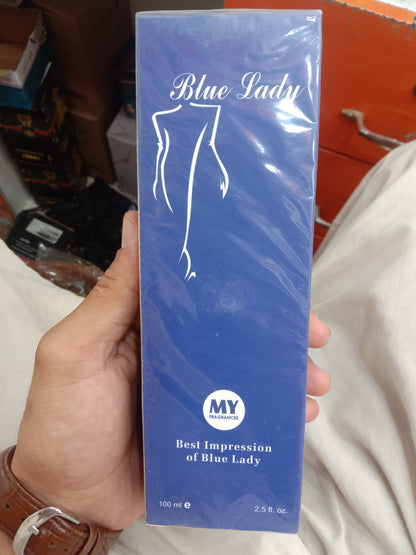 Blue Lady
MY
FRAGRANCES
Best Impression
of Blue Lady
100 ml e
2.5 fl. oz.